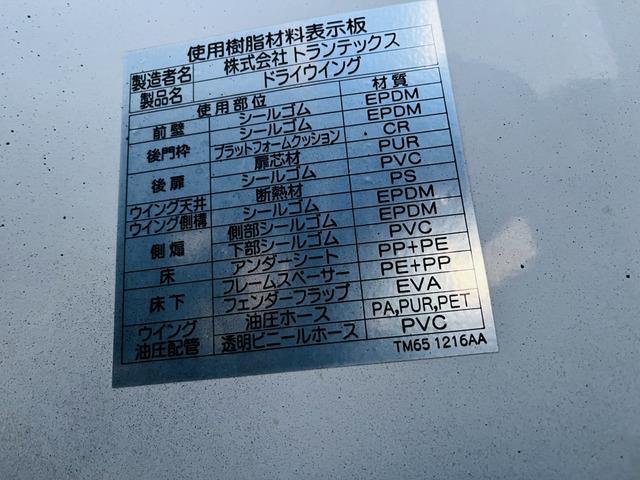 使用樹脂材料表示板
製造者名 株式会社トランテックス
製品名 ドライウイング
使用部位 材質
前壁 シールゴム EPDM
後門枠 シールゴム EPDM
プラットフォームクッション CR
後扉 扉芯材 PUR
シールゴム PVC
ウイング天井 断熱材 PS
ウイング側構 シールゴム EPDM
側煽 側部シールゴム EPDM
下部シールゴム PVC
床 アンダーシート PP+PE
床下 フレームスペーサー PE+PP
フェンダーフラップ EVA
ウイング 油圧ホース PA,PUR,PET
油圧配管 透明ビニールホース PVC
TM65 1216AA